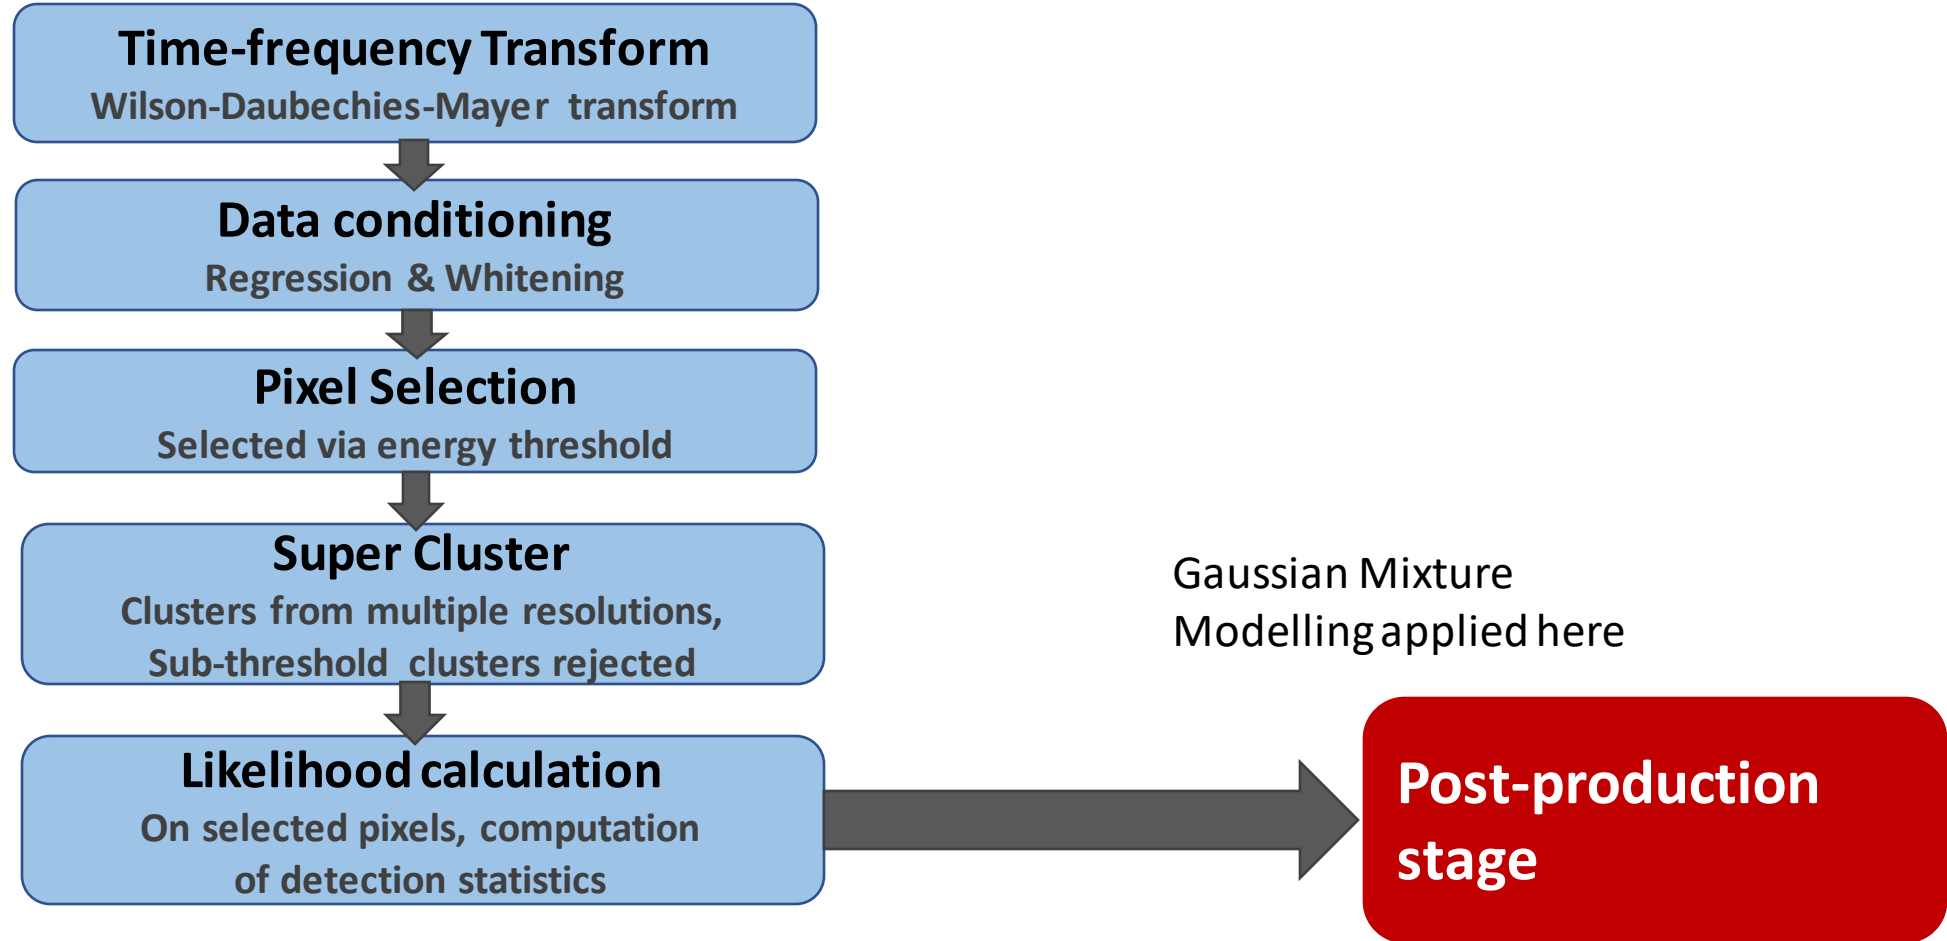 Time-frequency Transform
Wilson-Daubechies-Mayer transform
Data conditioning
Regression & Whitening
Pixel Selection
Selected via energy threshold
Super Cluster
Clusters from multiple resolutions,
Sub-threshold clusters rejected
Likelihood calculation
On selected pixels, computation
of detection statistics
Gaussian Mixture
Modelling applied here
Post-production
stage